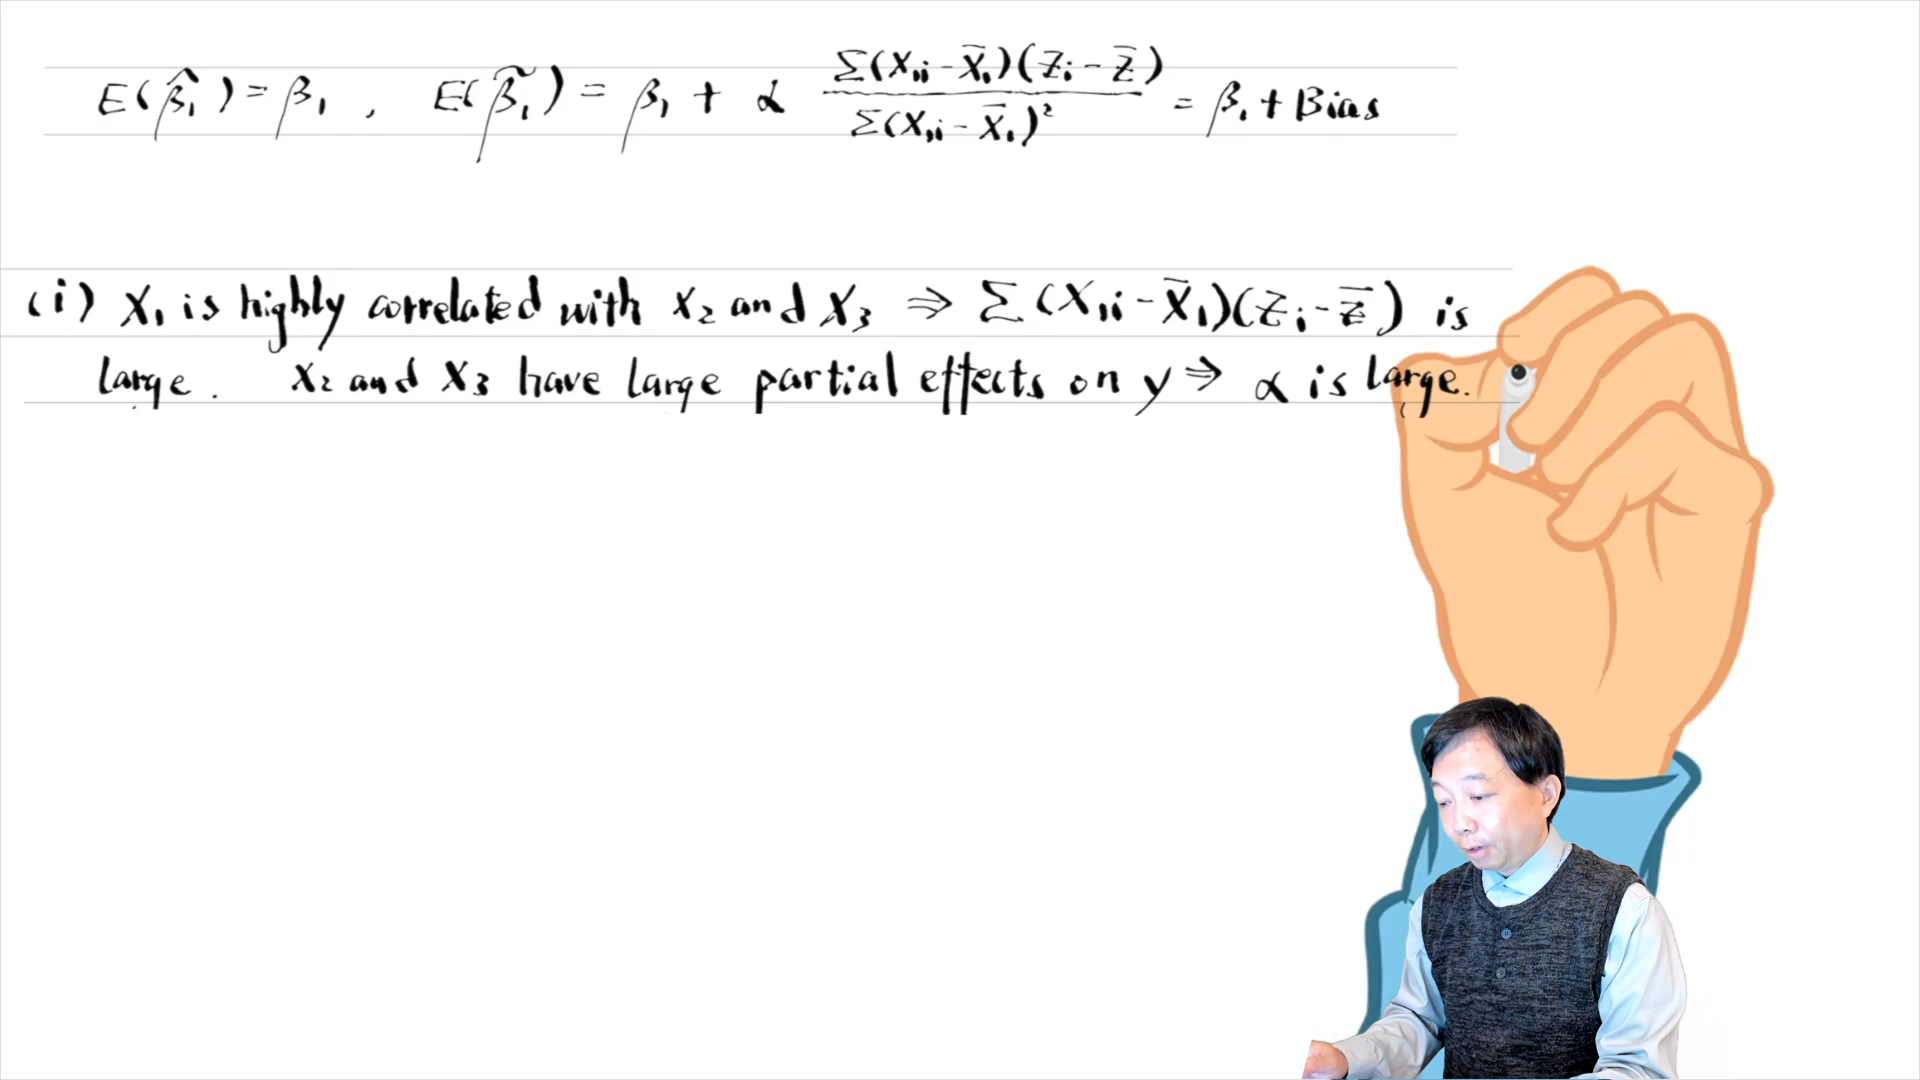 E(β̂₁) = β₁ , E(β̃₁) = β₁ + α Σ(X₁ᵢ - X̄₁)(Zᵢ - Z̄) / Σ(X₁ᵢ - X̄₁)² = β₁ + Bias
(i) X₁ is highly correlated with X₂ and X₃ ⇒ Σ(X₁ᵢ - X̄₁)(Zᵢ - Z̄) is
large. X₂ and X₃ have large partial effects on y ⇒ α is large.